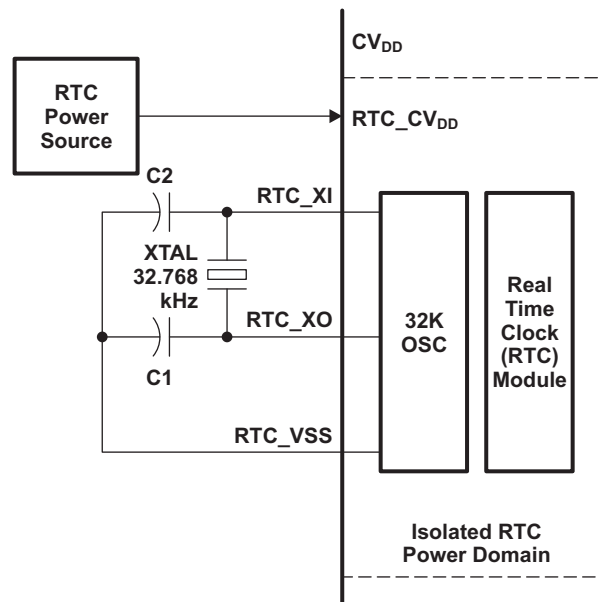 CVDD
RTC
Power
Source
RTC_CVDD
C2
RTC_XI
XTAL
32.768
kHz
RTC_XO
C1
RTC_VSS
32K
OSC
Real
Time
Clock
(RTC)
Module
Isolated RTC
Power Domain